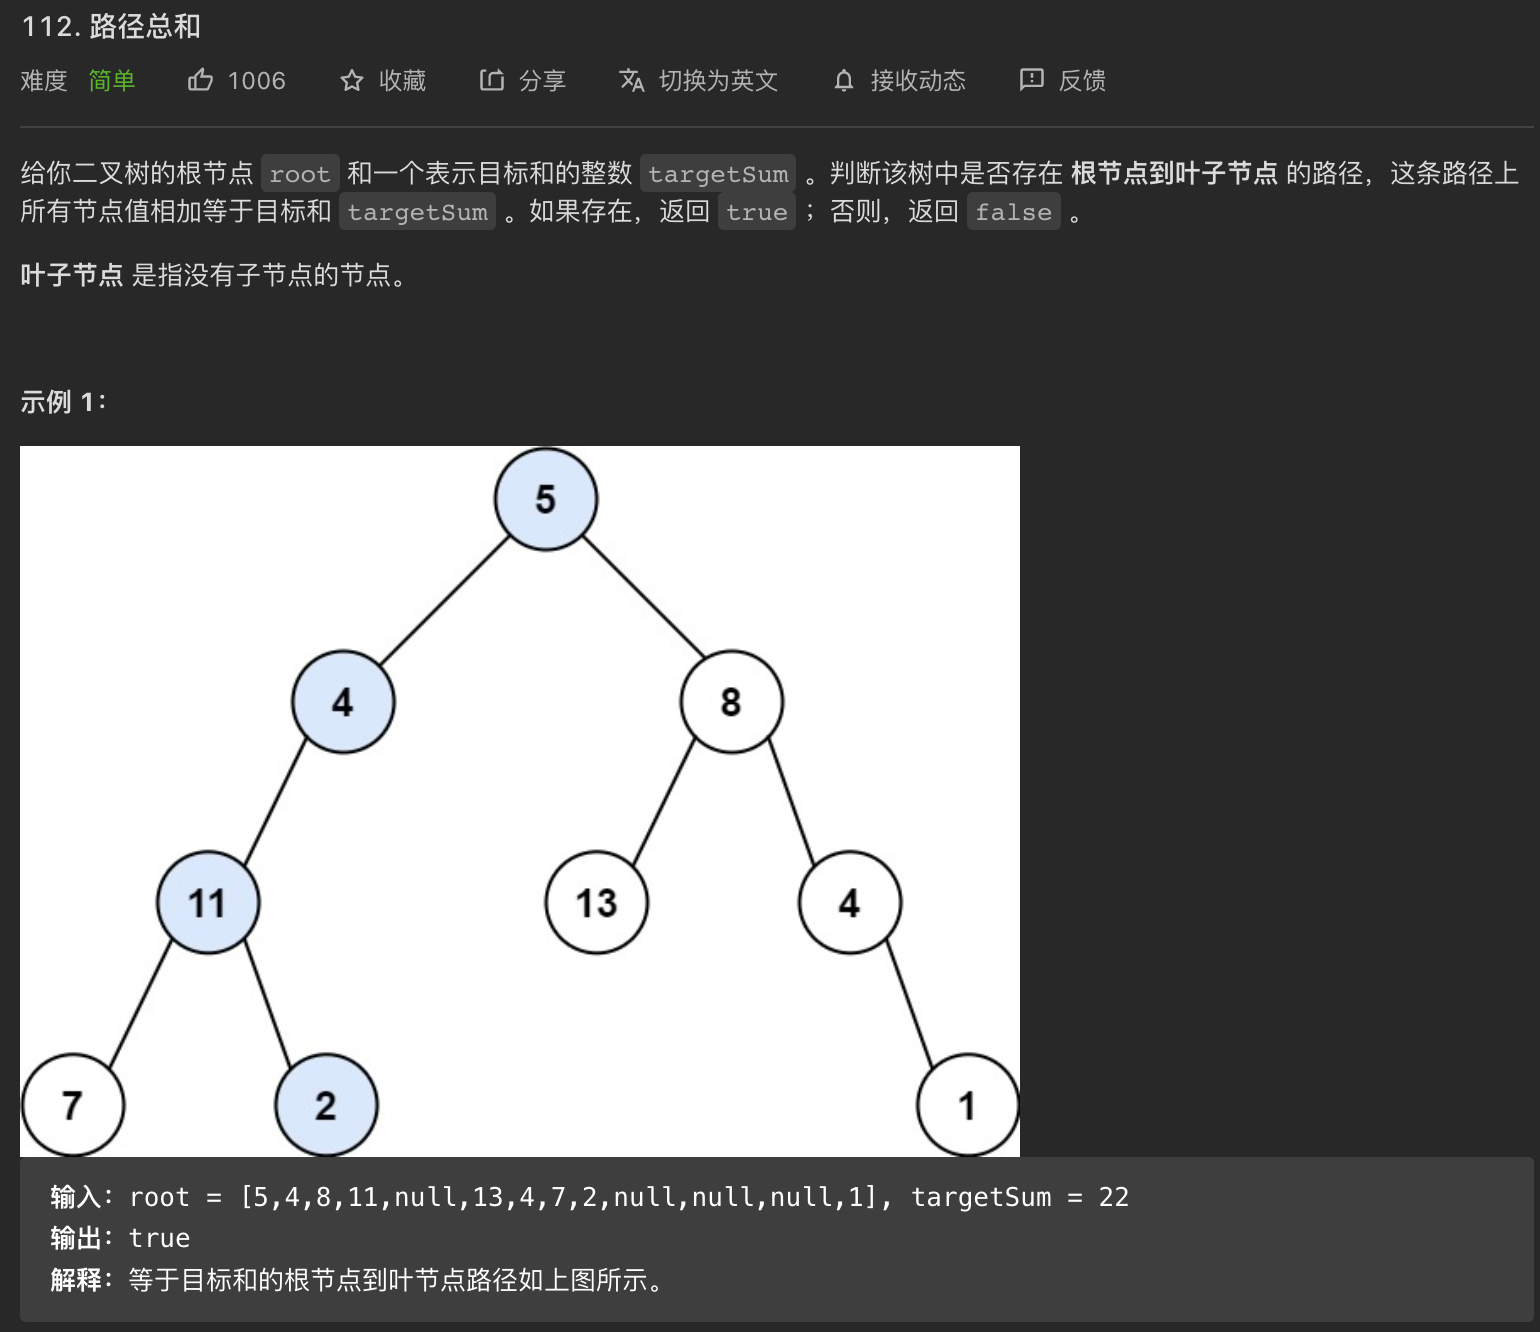 112. 路径总和
难度 简单 1006 收藏 分享 切换为英文 接收动态 反馈
给你二叉树的根节点 root 和一个表示目标和的整数 targetSum 。判断该树中是否存在 根节点到叶子节点 的路径，这条路径上
所有节点值相加等于目标和 targetSum 。如果存在，返回 true ；否则，返回 false 。
叶子节点 是指没有子节点的节点。
示例 1：
5
4 8
11 13 4
7 2 1
输入：root = [5,4,8,11,null,13,4,7,2,null,null,null,1], targetSum = 22
输出：true
解释：等于目标和的根节点到叶节点路径如上图所示。